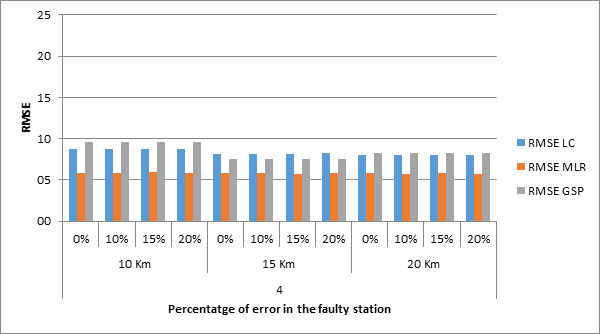 25
20
15
10
05
00
RMSE
RMSE LC
RMSE MLR
RMSE GSP
0% 10% 15% 20% 0% 10% 15% 20% 0% 10% 15% 20%
10 Km 15 Km 20 Km
4
Percentatge of error in the faulty station